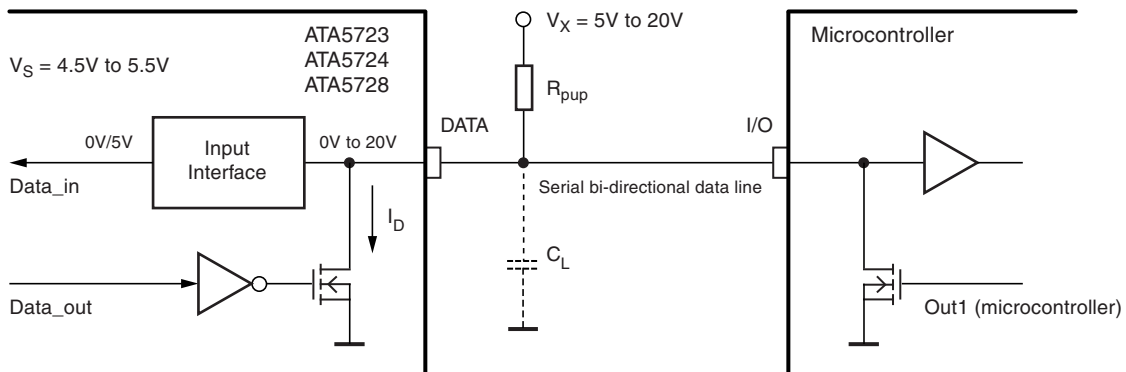 ATA5723
ATA5724
ATA5728
V_S = 4.5V to 5.5V
V_X = 5V to 20V
R_pup
Microcontroller
0V/5V
Input
Interface
0V to 20V
DATA
I/O
Data_in
Serial bi-directional data line
I_D
C_L
Data_out
Out1 (microcontroller)